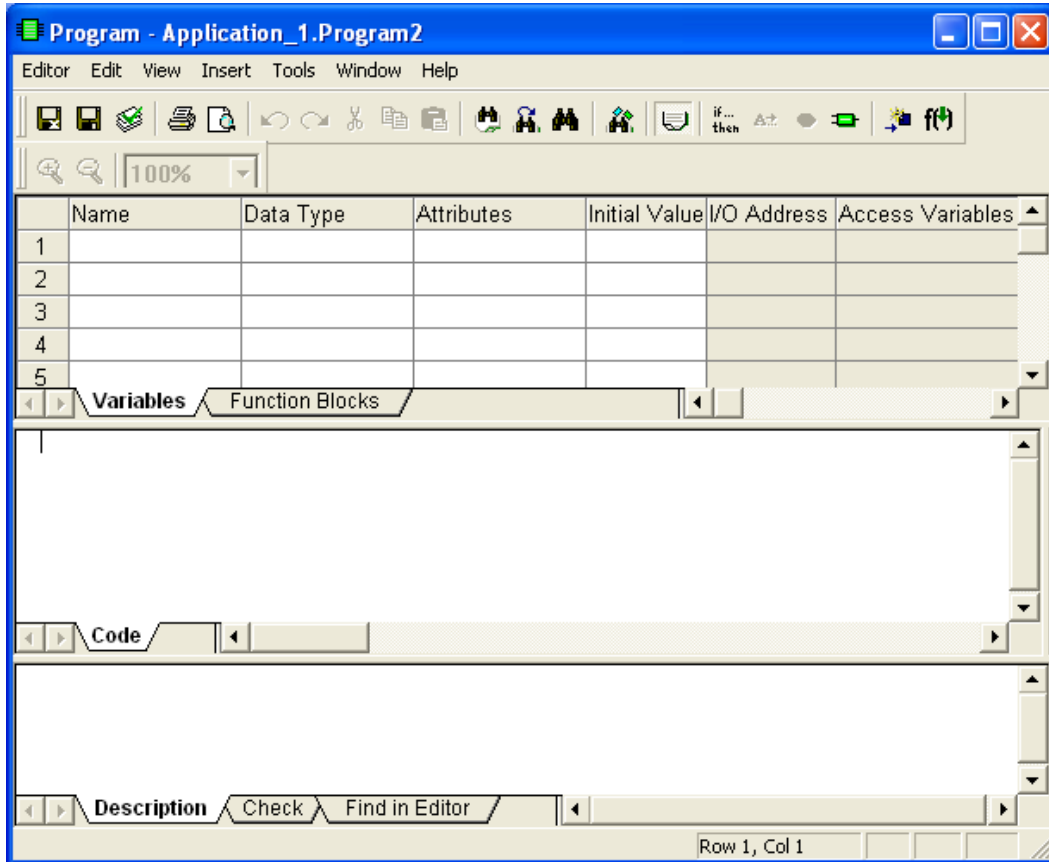 Program - Application_1.Program2
Editor Edit View Insert Tools Window Help
if... then A± f()
100%
Name Data Type Attributes Initial Value I/O Address Access Variables
1
2
3
4
5
Variables Function Blocks
Code
Description Check Find in Editor
Row 1, Col 1